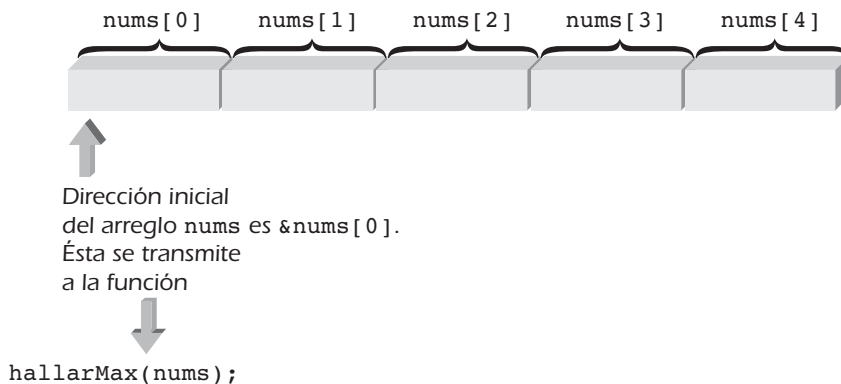 nums[0] nums[1] nums[2] nums[3] nums[4]
Dirección inicial
del arreglo nums es &nums[0].
Ésta se transmite
a la función
hallarMax(nums);